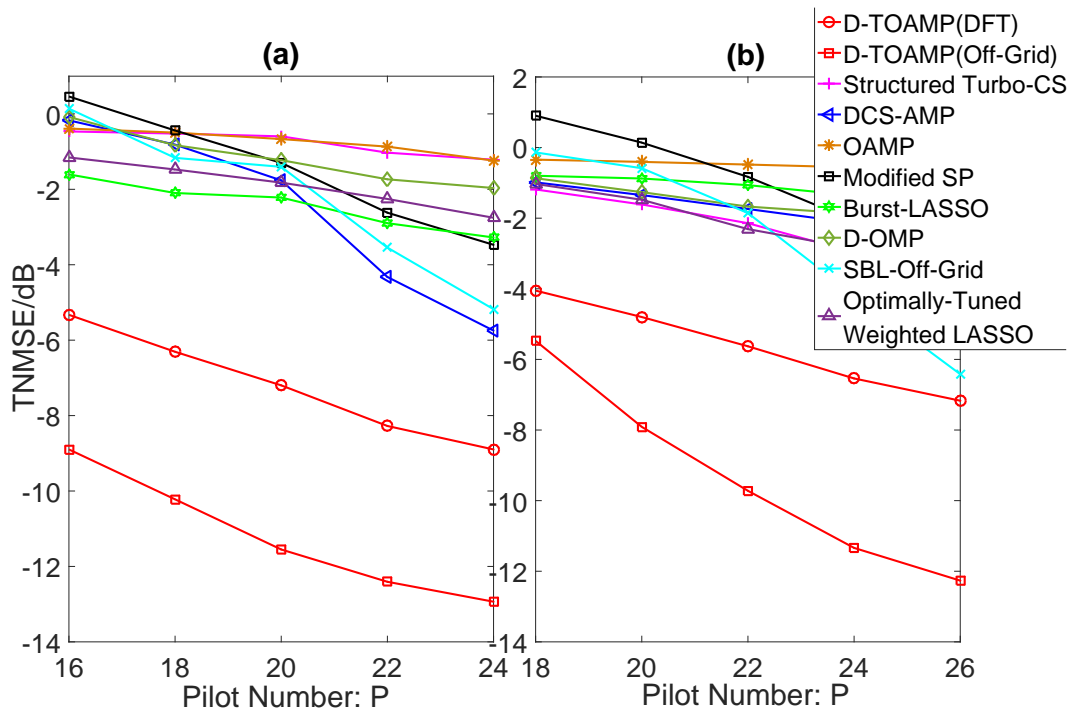 (a)
(b)
0
-2
-4
-6
-8
-10
-12
-14
16
18
20
22
24
TNMSE/dB
Pilot Number: P
2
0
-2
-4
-6
-8
-10
-12
-14
18
20
22
24
26
Pilot Number: P
D-TOAMP(DFT)
D-TOAMP(Off-Grid)
Structured Turbo-CS
DCS-AMP
OAMP
Modified SP
Burst-LASSO
D-OMP
SBL-Off-Grid
Optimally-Tuned
Weighted LASSO